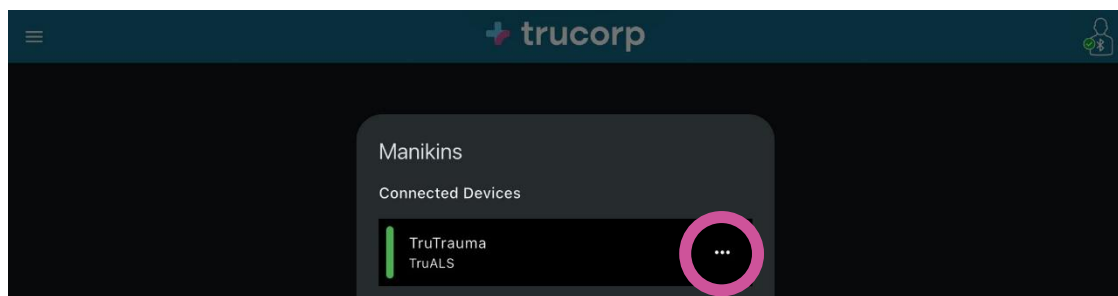 trucorp
Manikins
Connected Devices
TruTrauma
TruALS